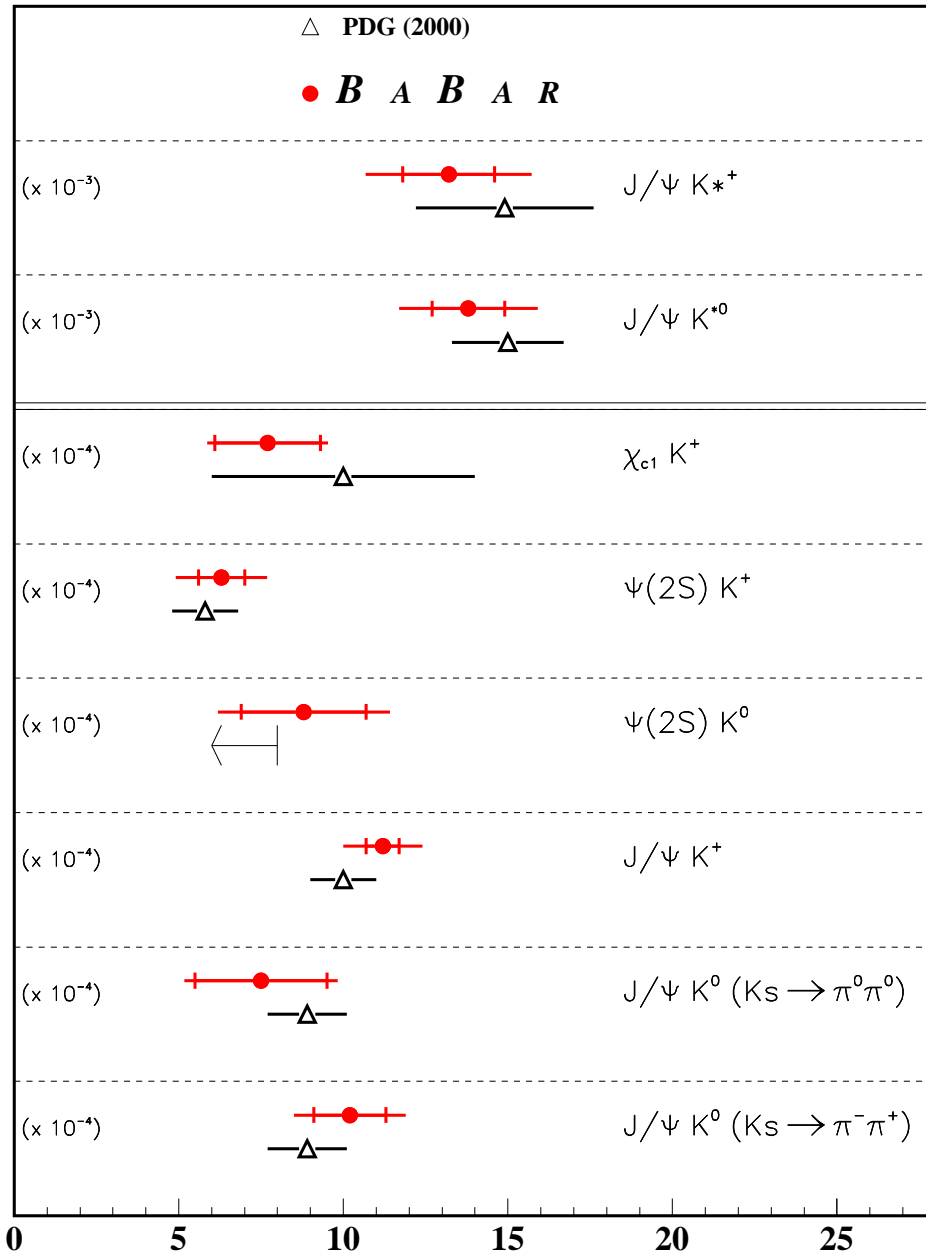 △ PDG (2000)
● B A B A R
(x 10⁻³) J/Ψ K*⁺
(x 10⁻³) J/Ψ K*⁰
(x 10⁻⁴) χc1 K⁺
(x 10⁻⁴) Ψ(2S) K⁺
(x 10⁻⁴) Ψ(2S) K⁰
(x 10⁻⁴) J/Ψ K⁺
(x 10⁻⁴) J/Ψ K⁰ (Ks → π⁰π⁰)
(x 10⁻⁴) J/Ψ K⁰ (Ks → π⁻π⁺)
0 5 10 15 20 25